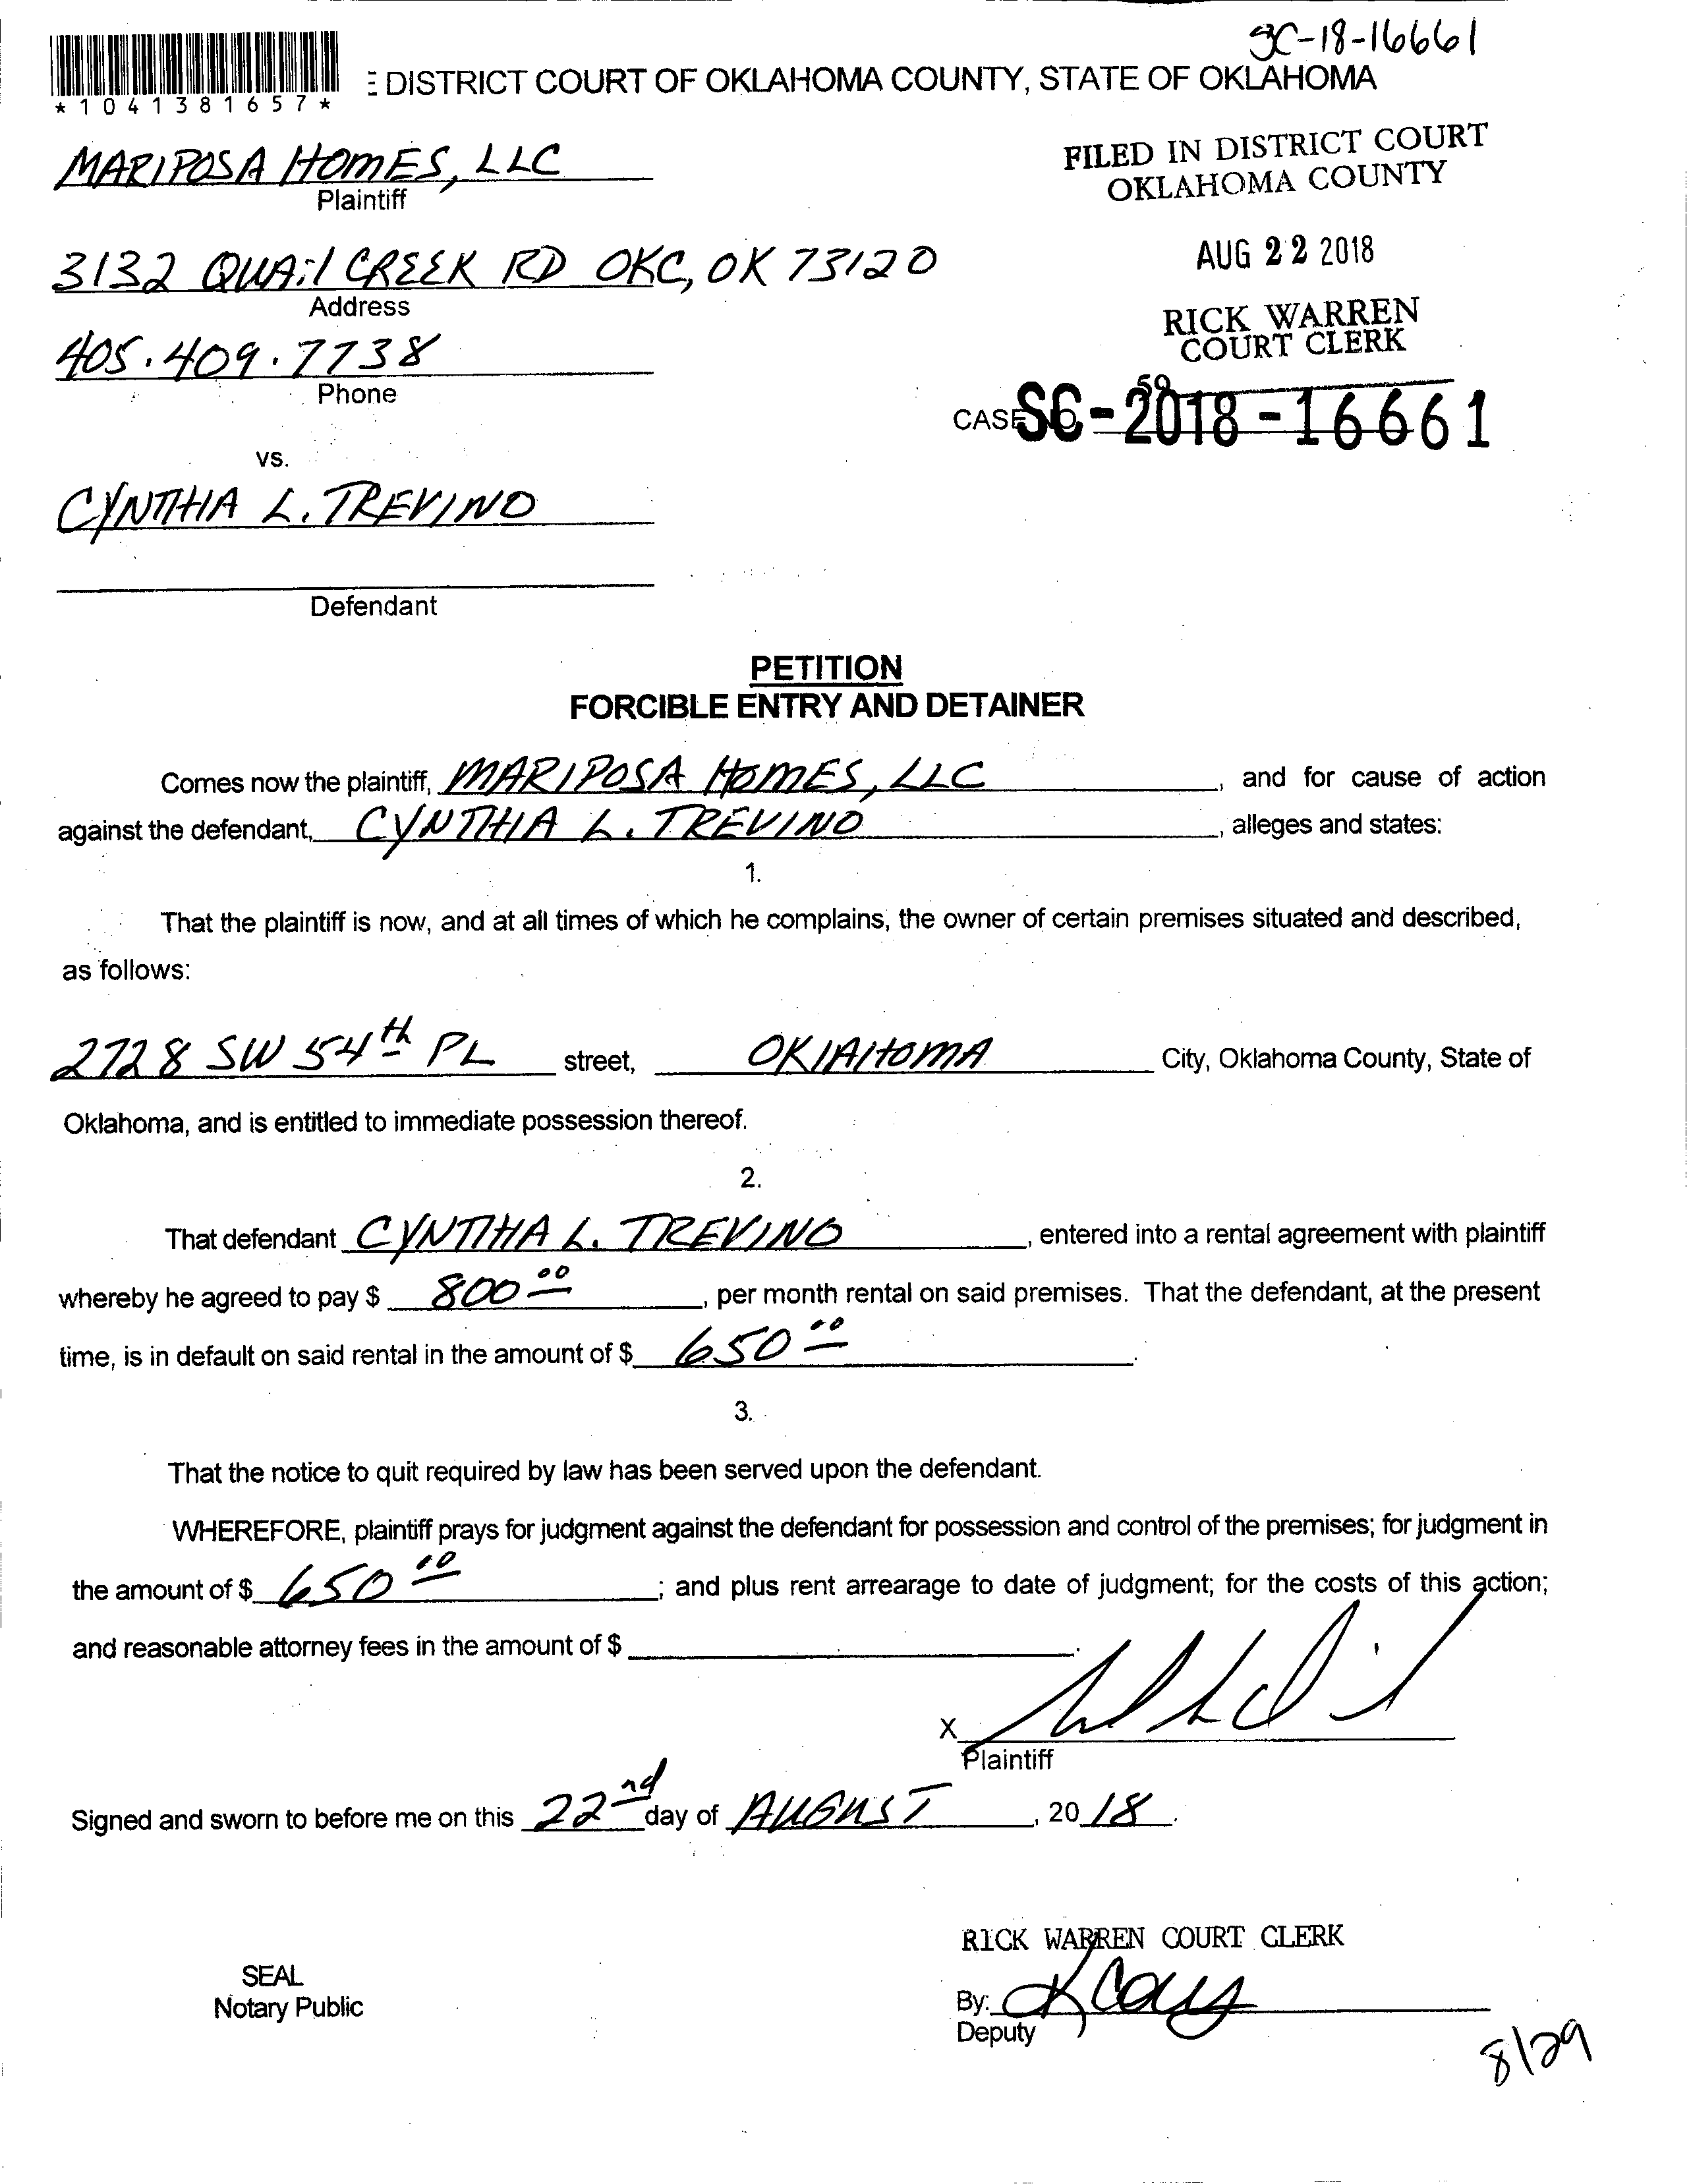 SC-18-16661
*1041381657*
DISTRICT COURT OF OKLAHOMA COUNTY, STATE OF OKLAHOMA
MARIPOSA HOMES, LLC
Plaintiff
FILED IN DISTRICT COURT
OKLAHOMA COUNTY
3132 QUAil CREEK RD OKC, OK 73120
Address
AUG 22 2018
405.409.7738
Phone
RICK WARREN
COURT CLERK
59
CASE NO. SC-2018-16661
vs.
CYNTHIA L. TREVINO
Defendant
PETITION
FORCIBLE ENTRY AND DETAINER
Comes now the plaintiff, MARIPOSA HOMES, LLC, and for cause of action
against the defendant, CYNTHIA L. TREVINO, alleges and states:
1.
That the plaintiff is now, and at all times of which he complains, the owner of certain premises situated and described,
as follows:
2728 SW 54th PL street, OKlAHOMA City, Oklahoma County, State of
Oklahoma, and is entitled to immediate possession thereof.
2.
That defendant CYNTHIA L. TREVINO, entered into a rental agreement with plaintiff
whereby he agreed to pay $ 800 00, per month rental on said premises. That the defendant, at the present
time, is in default on said rental in the amount of $ 650 00.
3.
That the notice to quit required by law has been served upon the defendant.
WHEREFORE, plaintiff prays for judgment against the defendant for possession and control of the premises; for judgment in
the amount of $ 650 00; and plus rent arrearage to date of judgment; for the costs of this action;
and reasonable attorney fees in the amount of $ .
X
Plaintiff
Signed and sworn to before me on this 22nd day of AUGUST, 20 18.
RICK WARREN COURT CLERK
SEAL
Notary Public
By:
Deputy
8/29